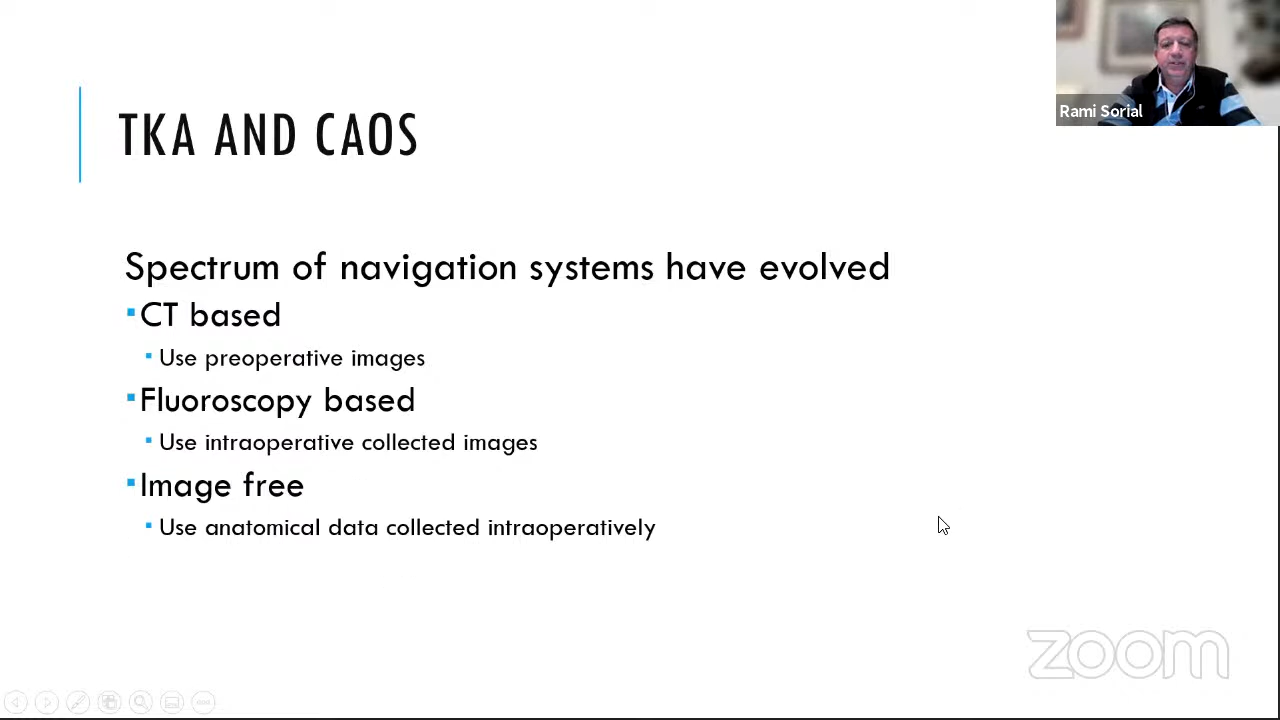 Rami Sorial
TKA AND CAOS
Spectrum of navigation systems have evolved
CT based
Use preoperative images
Fluoroscopy based
Use intraoperative collected images
Image free
Use anatomical data collected intraoperatively
zoom